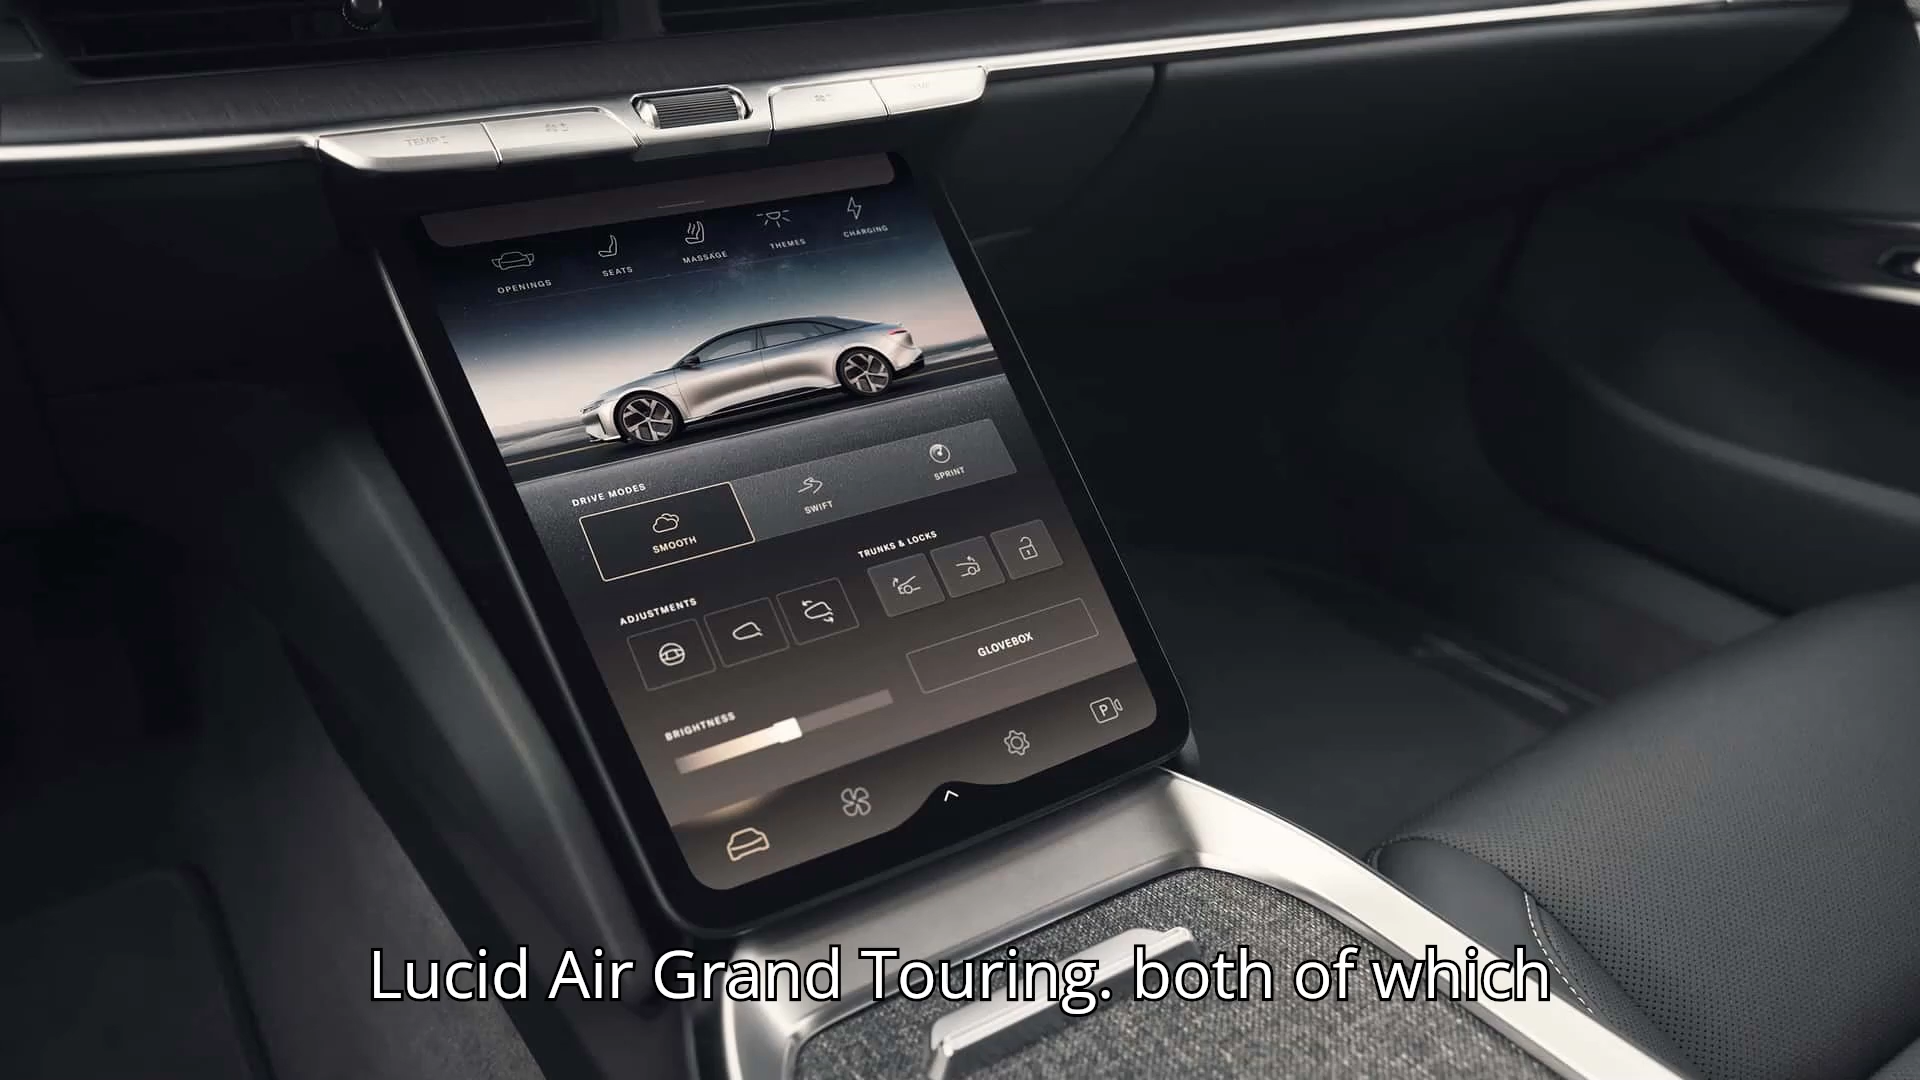 TEMP
OPENINGS
SEATS
MASSAGE
THEMES
CHARGING
DRIVE MODES
SMOOTH
SWIFT
SPRINT
TRUNKS & LOCKS
ADJUSTMENTS
GLOVEBOX
BRIGHTNESS
P
Lucid Air Grand Touring. both of which